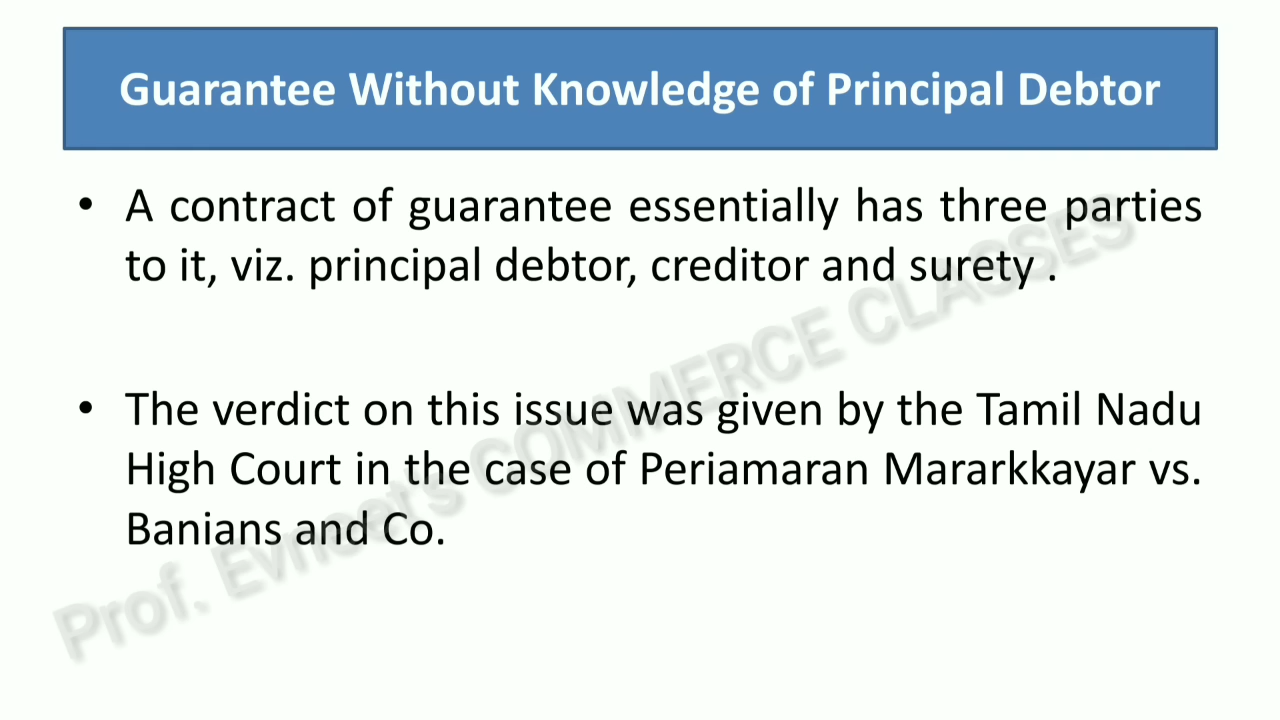 Guarantee Without Knowledge of Principal Debtor
• A contract of guarantee essentially has three parties
to it, viz. principal debtor, creditor and surety .
• The verdict on this issue was given by the Tamil Nadu
High Court in the case of Periamaran Mararkkayar vs.
Banians and Co.
Prof. Evneet's COMMERCE CLASSES